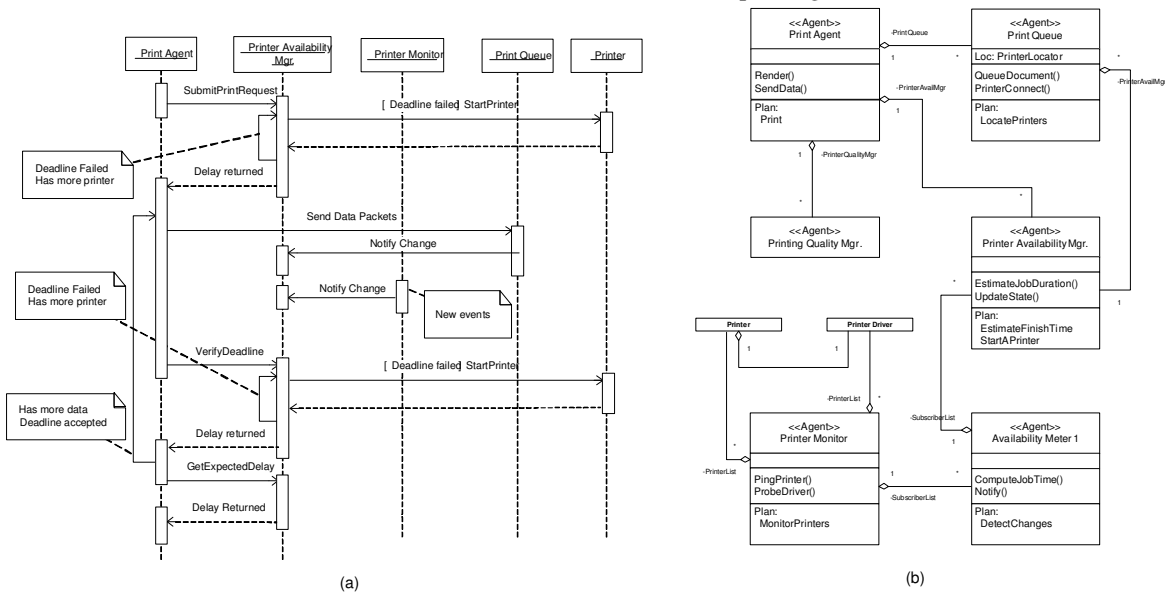 Print Agent
Printer Availability
Mgr.
Printer Monitor
Print Queue
Printer
SubmitPrintRequest
[ Deadline failed] StartPrinter
Deadline Failed
Has more printer
Delay returned
Send Data Packets
Notify Change
Deadline Failed
Has more printer
Notify Change
New events
VerifyDeadline
[ Deadline failed] StartPrinter
Has more data
Deadline accepted
Delay returned
GetExpectedDelay
Delay Returned
(a)
<<Agent>>
Print Agent
Render()
SendData()
Plan:
Print
-PrintQueue
1
*
<<Agent>>
Print Queue
Loc: PrinterLocator
QueueDocument()
PrinterConnect()
Plan:
LocatePrinters
*
-PrinterAvailMgr
1
-PrinterAvailMgr
1
*
1
-PrinterQualityMgr
*
<<Agent>>
Printing Quality Mgr.
<<Agent>>
Printer Availability Mgr.
EstimateJobDuration()
UpdateState()
Plan:
EstimateFinishTime
StartAPrinter
*
Printer
1
Printer Driver
1
-PrinterList
*
*
-PrinterList
<<Agent>>
Printer Monitor
PingPrinter()
ProbeDriver()
Plan:
MonitorPrinters
1
*
-SubscriberList
-SubscriberList
1
<<Agent>>
Availability Meter 1
ComputeJobTime()
Notify()
Plan:
DetectChanges
(b)